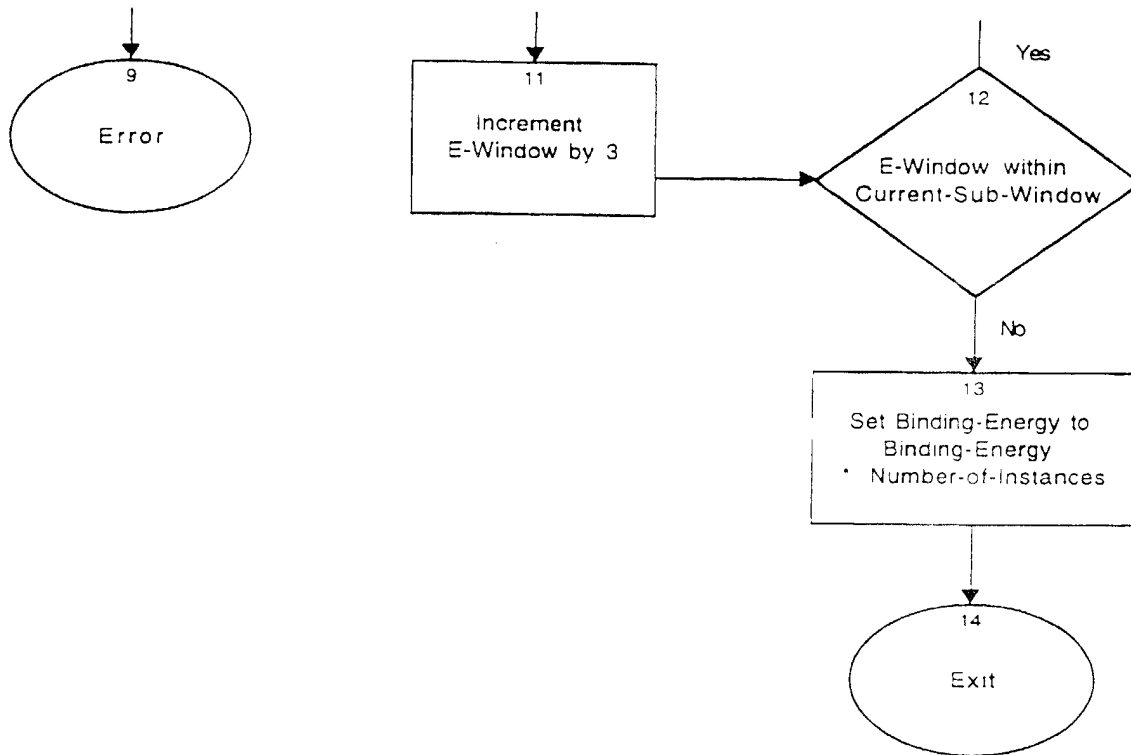 9
Error
11
Increment
E-Window by 3
Yes
12
E-Window within
Current-Sub-Window
No
13
Set Binding-Energy to
Binding-Energy
* Number-of-Instances
14
Exit